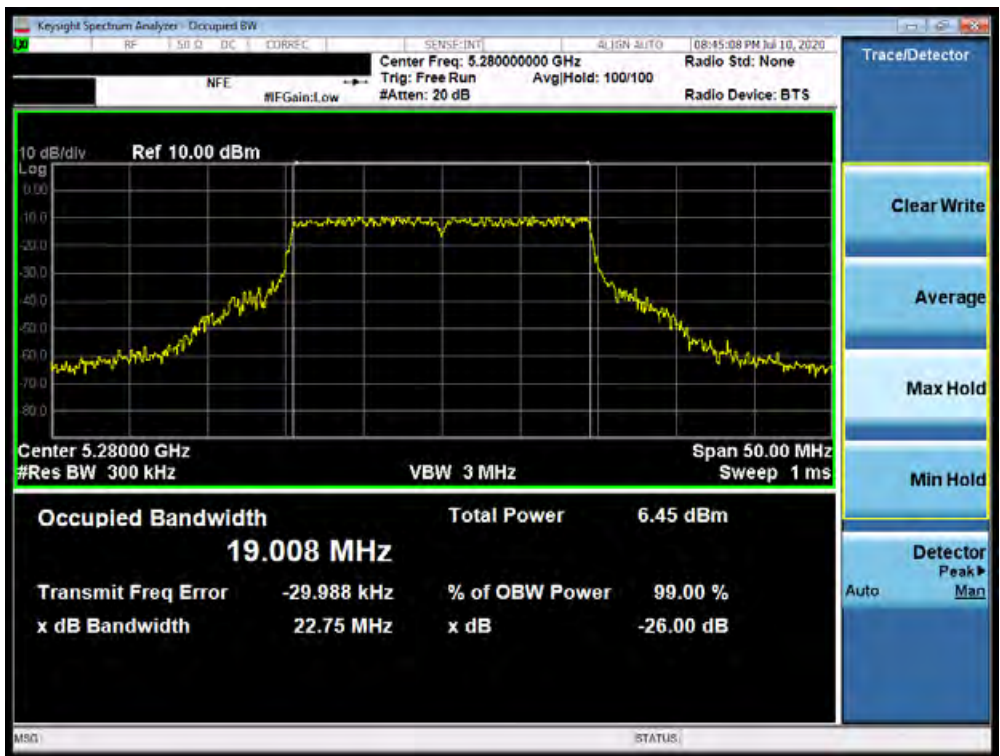 Keysight Spectrum Analyzer - Occupied BW
LXI RF 50 Ω DC CORREC SENSE:INT ALIGN AUTO 08:45:08 PM Jul 10, 2020
Center Freq: 5.280000000 GHz Radio Std: None
NFE Trig: Free Run Avg|Hold: 100/100
#IFGain:Low #Atten: 20 dB Radio Device: BTS
10 dB/div Ref 10.00 dBm
Log
0.00
-10.0
-20.0
-30.0
-40.0
-50.0
-60.0
-70.0
-80.0
Center 5.28000 GHz Span 50.00 MHz
#Res BW 300 kHz VBW 3 MHz Sweep 1 ms
Occupied Bandwidth Total Power 6.45 dBm
19.008 MHz
Transmit Freq Error -29.988 kHz % of OBW Power 99.00 %
x dB Bandwidth 22.75 MHz x dB -26.00 dB
MSG STATUS
Trace/Detector
Clear Write
Average
Max Hold
Min Hold
Detector
Peak▶
Auto Man